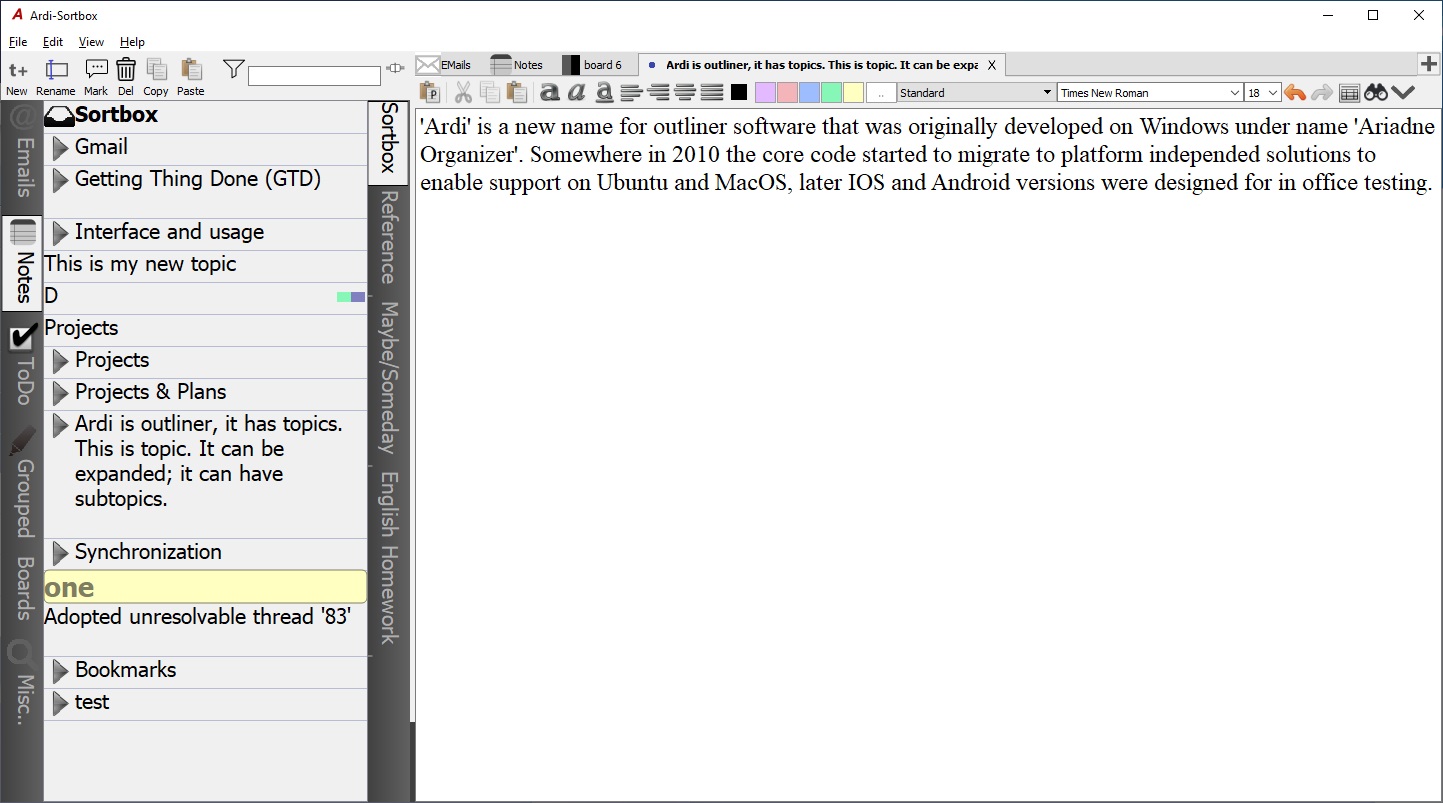 Ardi-Sortbox
File Edit View Help
t+
New Rename Mark Del Copy Paste
EMails Notes board 6 Ardi is outliner, it has topics. This is topic. It can be expa X
P a a a .. Standard Times New Roman 18
@ Emails
Notes
ToDo
Grouped
Boards
Misc..
Sortbox
Gmail
Getting Thing Done (GTD)
Interface and usage
This is my new topic
D
Projects
Projects
Projects & Plans
Ardi is outliner, it has topics.
This is topic. It can be
expanded; it can have
subtopics.
Synchronization
one
Adopted unresolvable thread '83'
Bookmarks
test
Sortbox
Reference
Maybe/Someday
English Homework
'Ardi' is a new name for outliner software that was originally developed on Windows under name 'Ariadne
Organizer'. Somewhere in 2010 the core code started to migrate to platform independed solutions to
enable support on Ubuntu and MacOS, later IOS and Android versions were designed for in office testing.